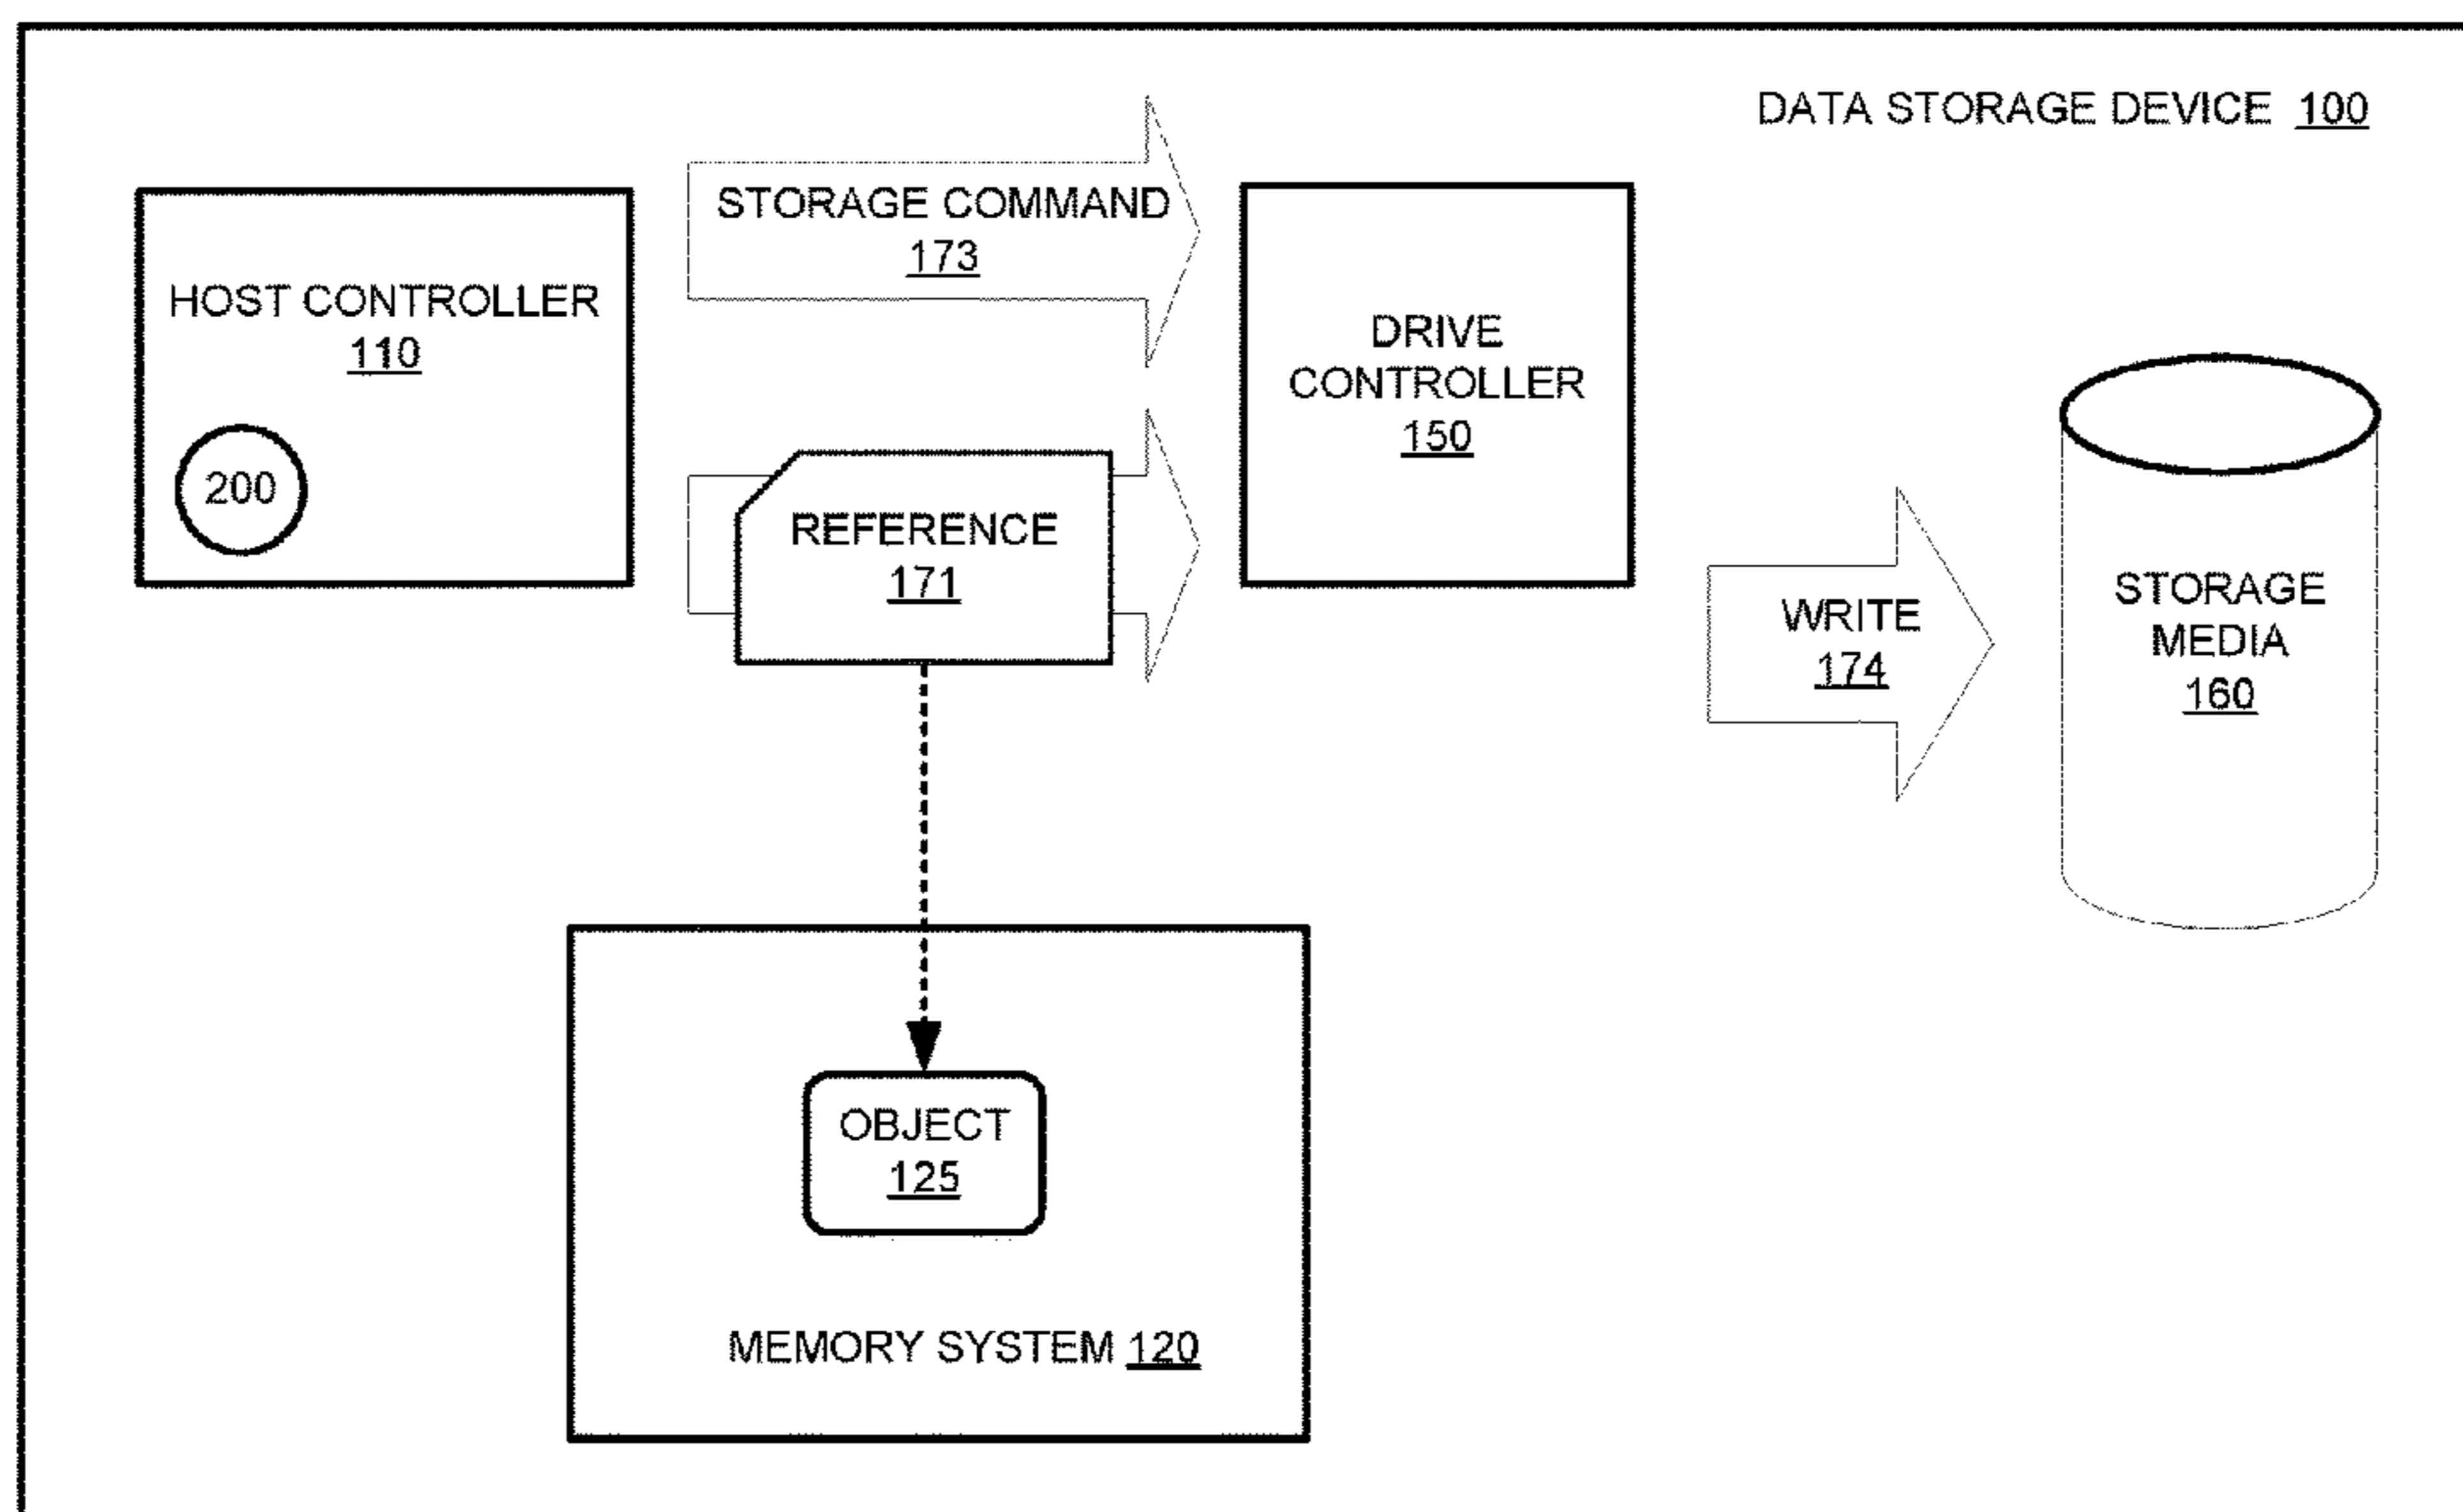 DATA STORAGE DEVICE 100
STORAGE COMMAND
173
HOST CONTROLLER
110
200
DRIVE
CONTROLLER
150
REFERENCE
171
WRITE
174
STORAGE
MEDIA
160
OBJECT
125
MEMORY SYSTEM 120